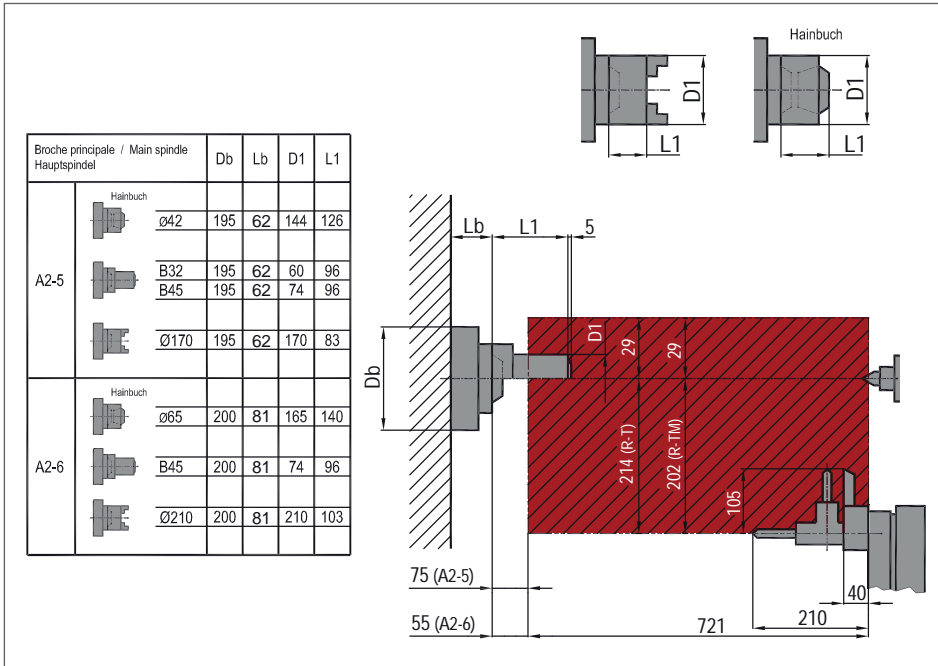 Hainbuch
D1
L1
D1
L1
Broche principale / Main spindle
Hauptspindel
Db Lb D1 L1
A2-5
Hainbuch
Ø42 195 62 144 126
B32 195 62 60 96
B45 195 62 74 96
Ø170 195 62 170 83
A2-6
Hainbuch
Ø65 200 81 165 140
B45 200 81 74 96
Ø210 200 81 210 103
Lb L1 5
Db
D1
29
29
214 (R-T)
202 (R-TM)
105
75 (A2-5)
40
55 (A2-6)
210
721